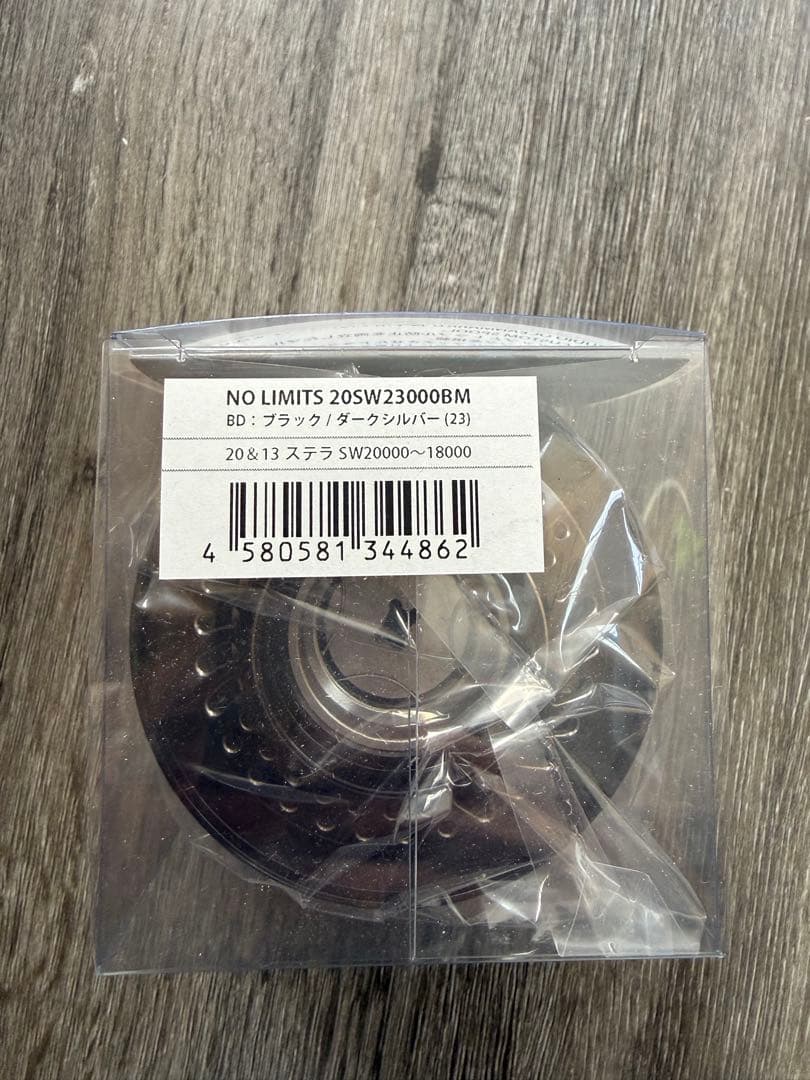 NO LIMITS 20SW23000BM
BD：ブラック / ダークシルバー (23)
20＆13 ステラ SW20000〜18000
4 580581 344862